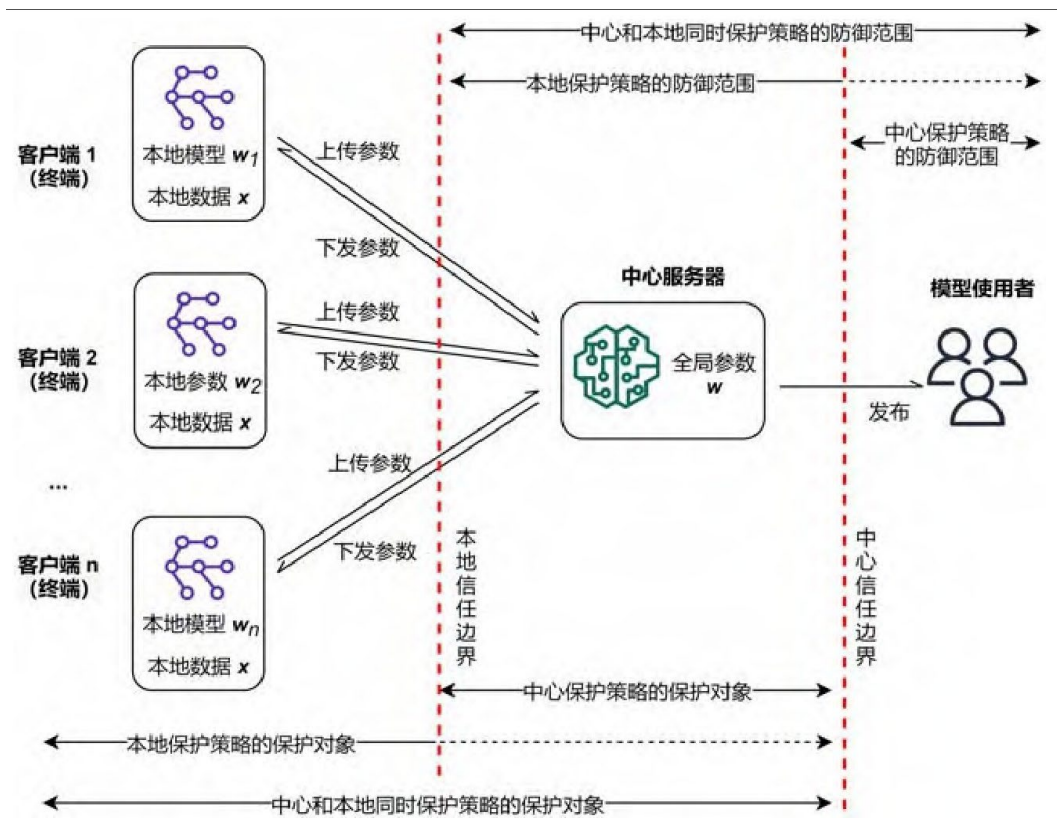 中心和本地同时保护策略的防御范围
本地保护策略的防御范围
中心保护策略
的防御范围
客户端 1
(终端)
本地模型 w1
本地数据 x
上传参数
下发参数
客户端 2
(终端)
本地参数 w2
本地数据 x
上传参数
下发参数
...
客户端 n
(终端)
本地模型 wn
本地数据 x
上传参数
下发参数
中心服务器
全局参数
w
发布
模型使用者
本地信任边界
中心信任边界
中心保护策略的保护对象
本地保护策略的保护对象
中心和本地同时保护策略的保护对象